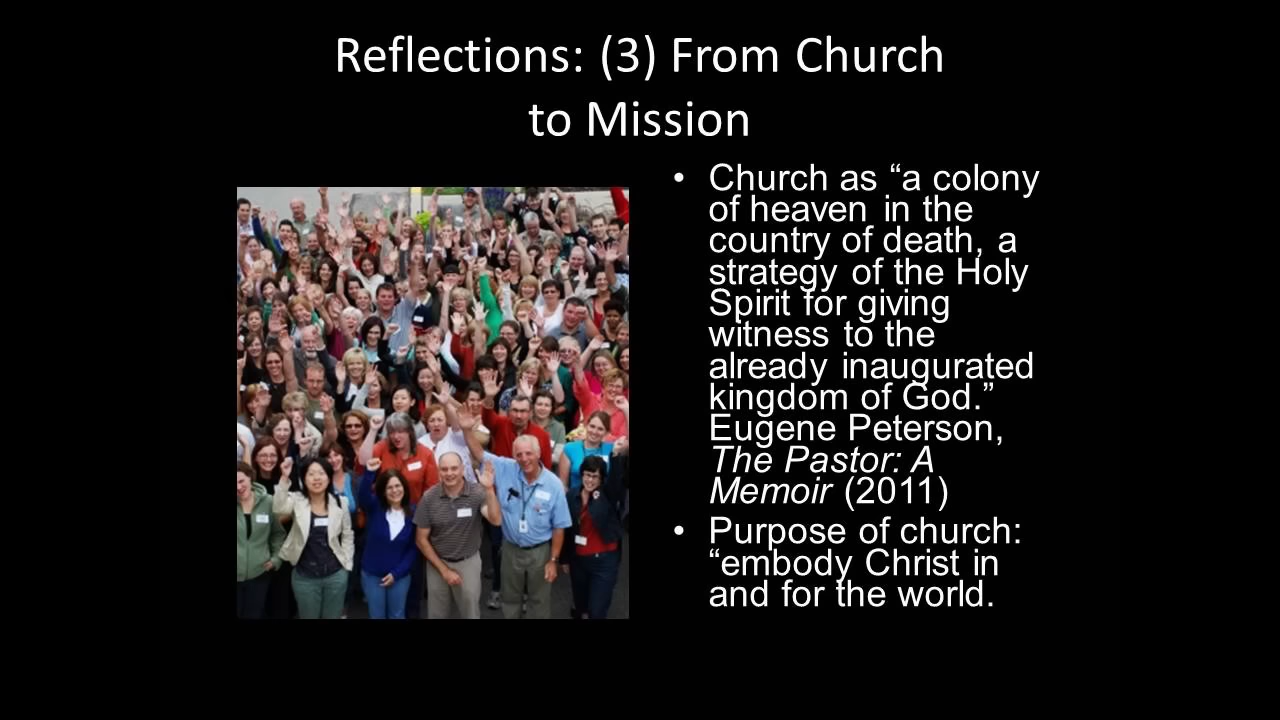 Reflections: (3) From Church
to Mission
• Church as “a colony
of heaven in the
country of death, a
strategy of the Holy
Spirit for giving
witness to the
already inaugurated
kingdom of God.”
Eugene Peterson,
The Pastor: A
Memoir (2011)
• Purpose of church:
“embody Christ in
and for the world.